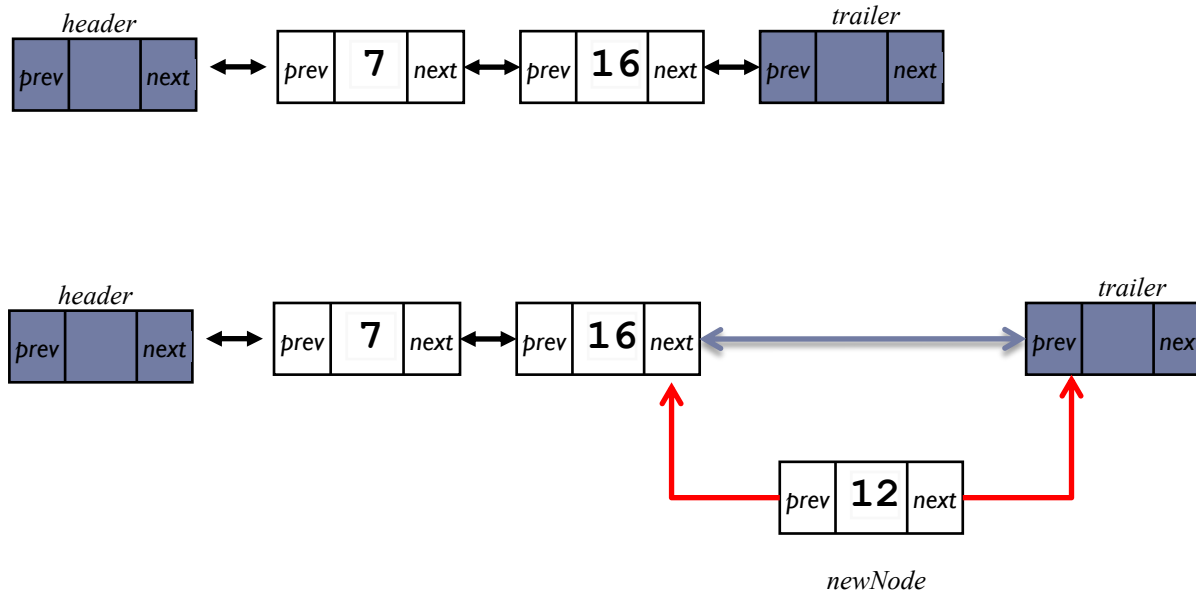 header
trailer
prev next prev 7 next prev 16 next prev next
header
trailer
prev next prev 7 next prev 16 next prev nex
prev 12 next
newNode